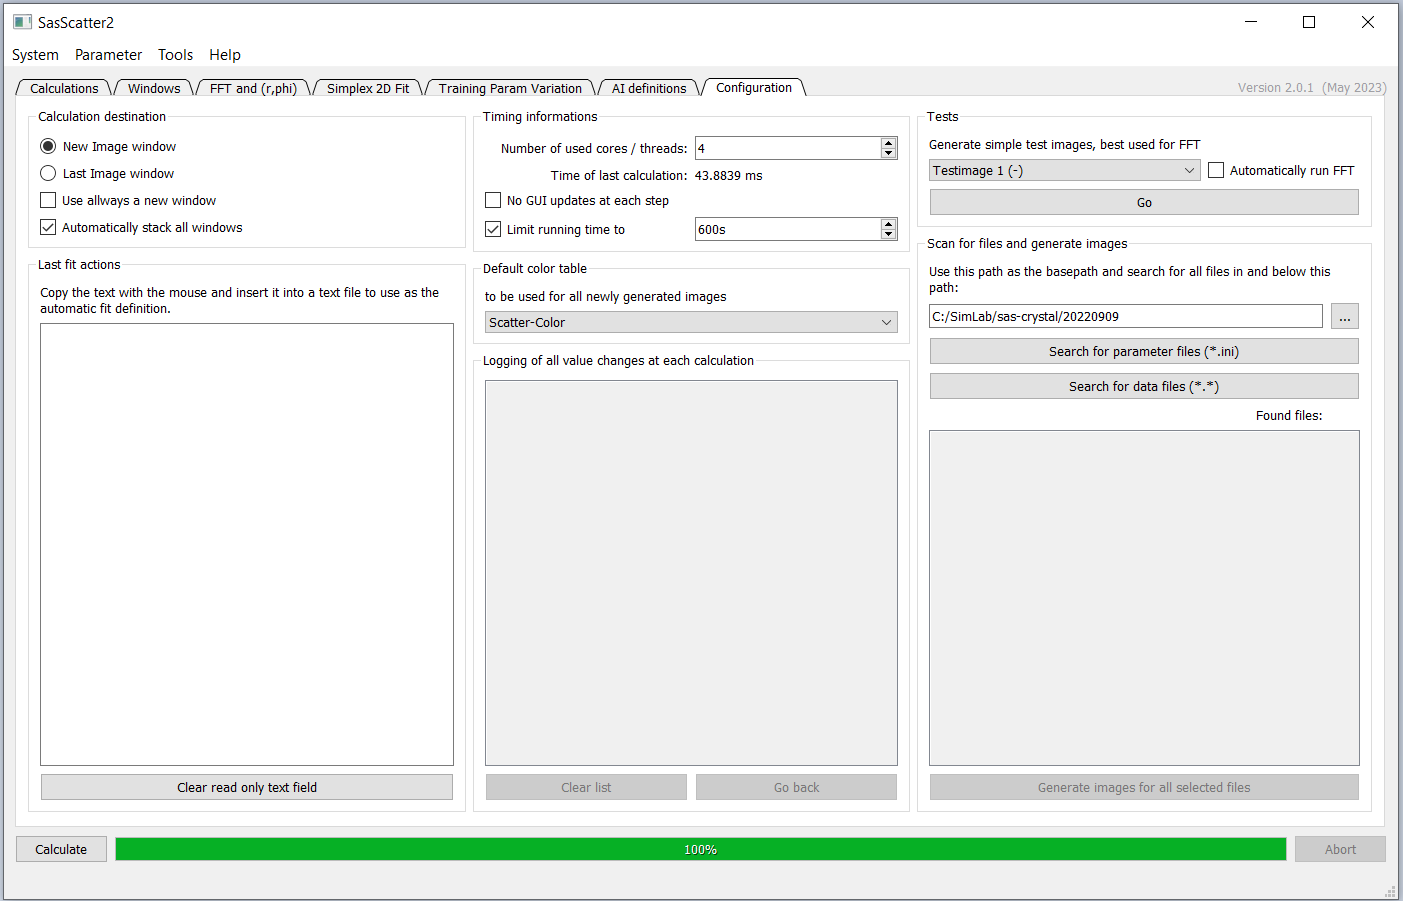 SasScatter2
System Parameter Tools Help
Calculations Windows FFT and (r,phi) Simplex 2D Fit Training Param Variation AI definitions Configuration Version 2.0.1 (May 2023)
Calculation destination
New Image window
Last Image window
Use allways a new window
Automatically stack all windows
Last fit actions
Copy the text with the mouse and insert it into a text file to use as the
automatic fit definition.
Clear read only text field
Timing informations
Number of used cores / threads: 4
Time of last calculation: 43.8839 ms
No GUI updates at each step
Limit running time to 600s
Default color table
to be used for all newly generated images
Scatter-Color
Logging of all value changes at each calculation
Clear list Go back
Tests
Generate simple test images, best used for FFT
Testimage 1 (-) Automatically run FFT
Go
Scan for files and generate images
Use this path as the basepath and search for all files in and below this
path:
C:/SimLab/sas-crystal/20220909 ...
Search for parameter files (*.ini)
Search for data files (*.*)
Found files:
Generate images for all selected files
Calculate 100% Abort